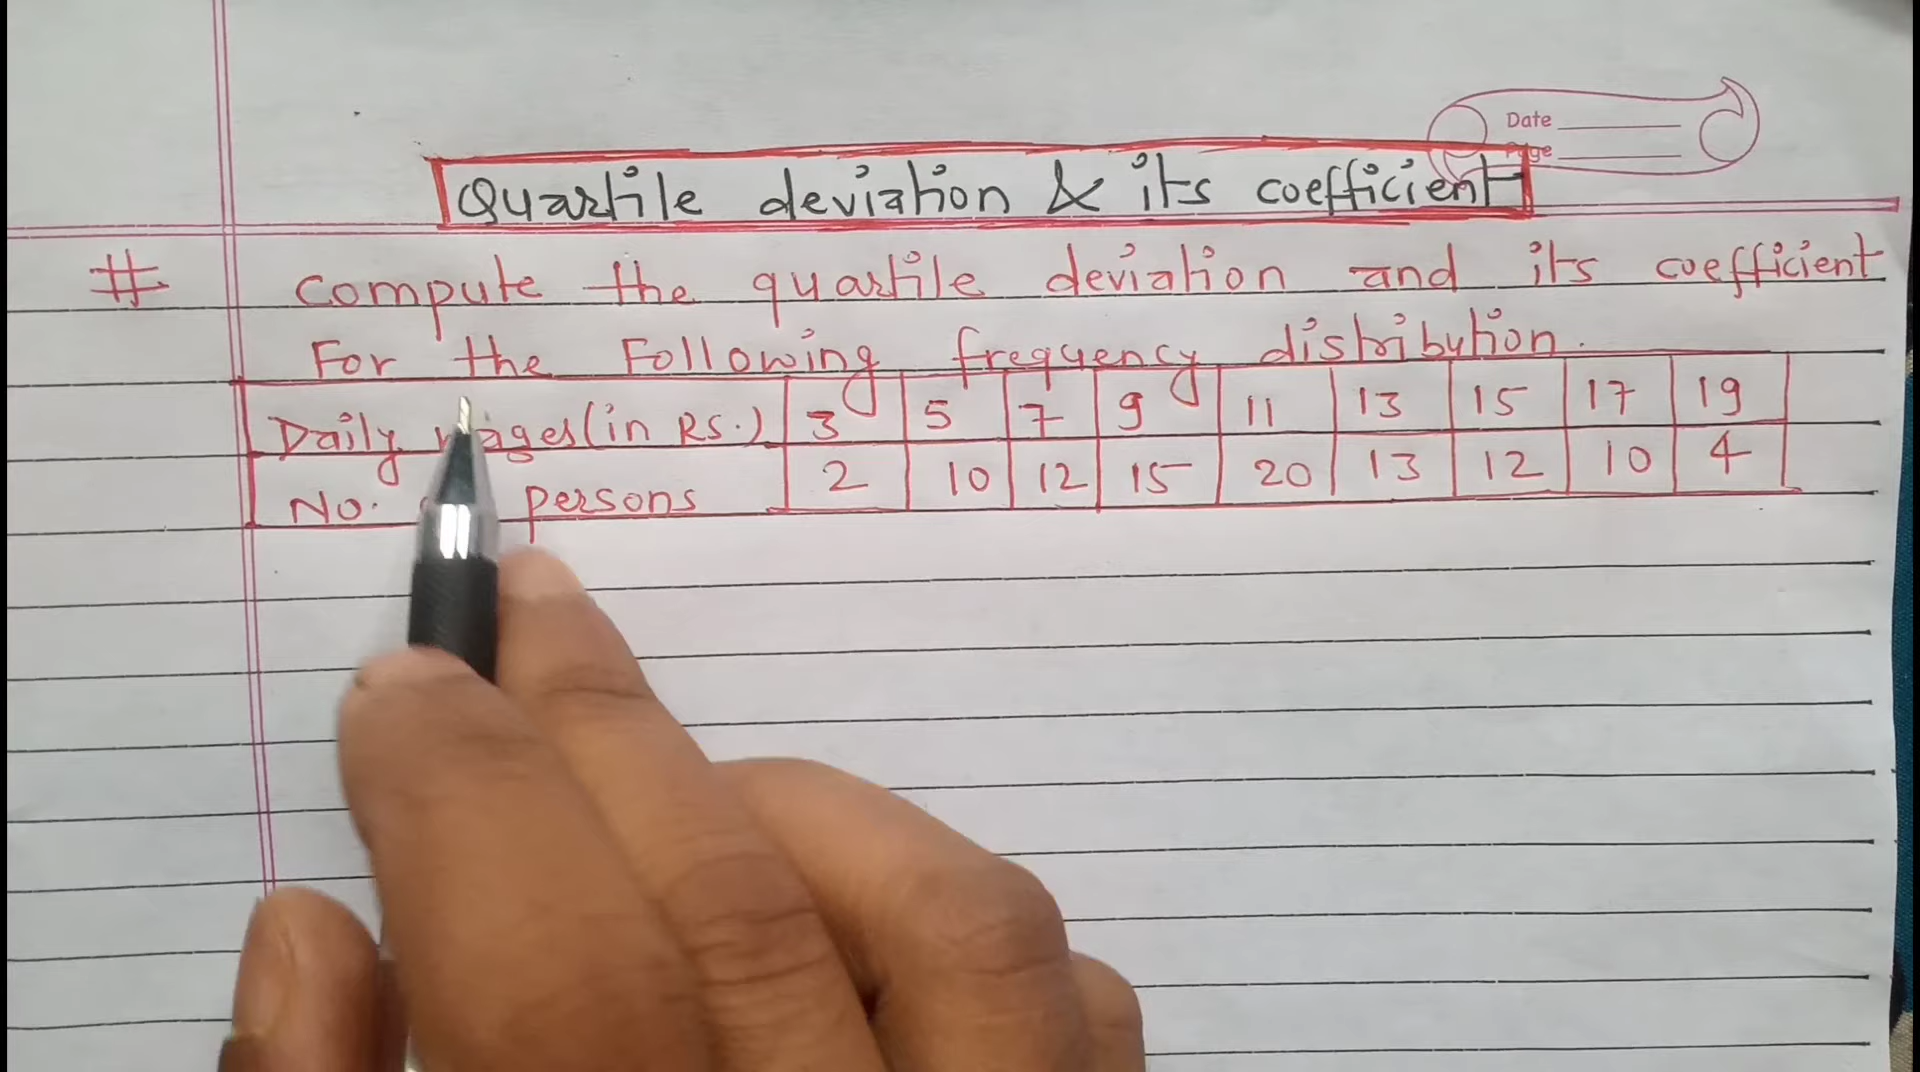 Date
Page
Quartile deviation & its coefficient
# compute the quartile deviation and its coefficient
For the Following frequency distribution.
Daily wages (in RS.) 3 5 7 9 11 13 15 17 19
No. persons 2 10 12 15 20 13 12 10 4